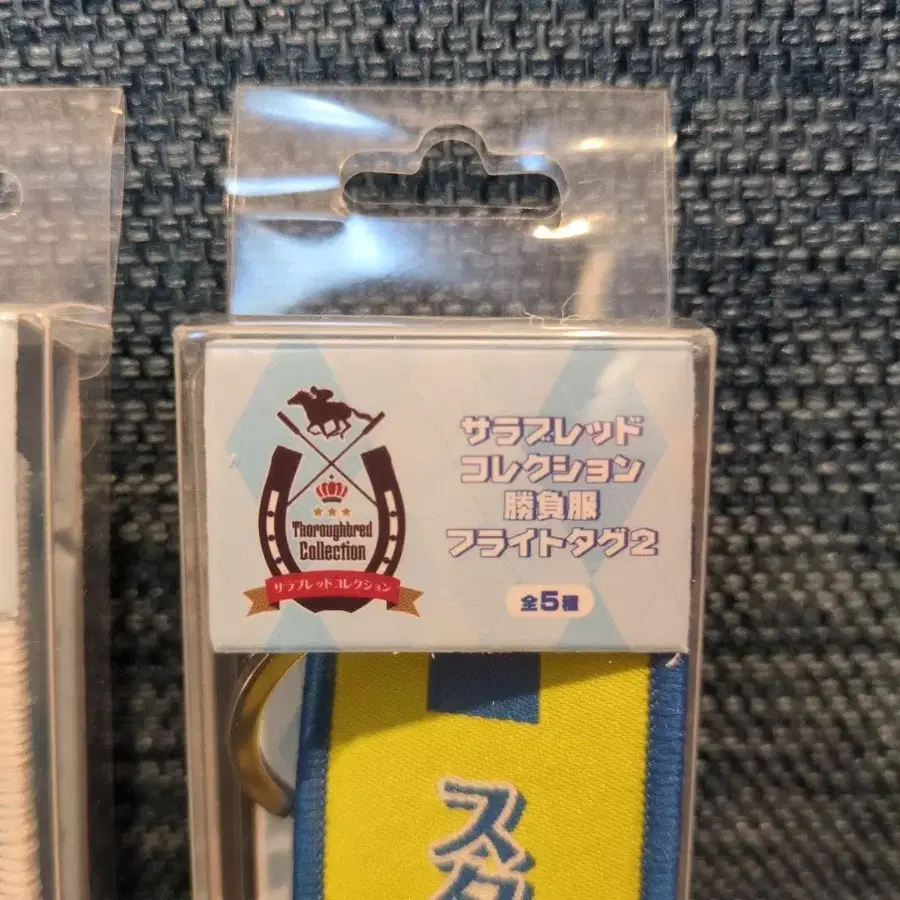 Thoroughbred
Collection
サラブレッドコレクション
サラブレッド
コレクション
勝負服
フライトタグ2
全5種
スタ